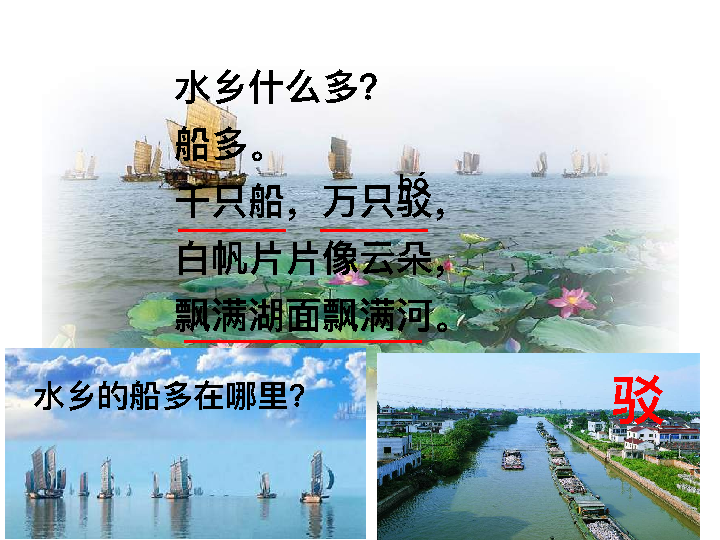 水乡什么多?
船多。
bó
千只船，万只驳，
白帆片片像云朵，
飘满湖面飘满河。
水乡的船多在哪里?
驳